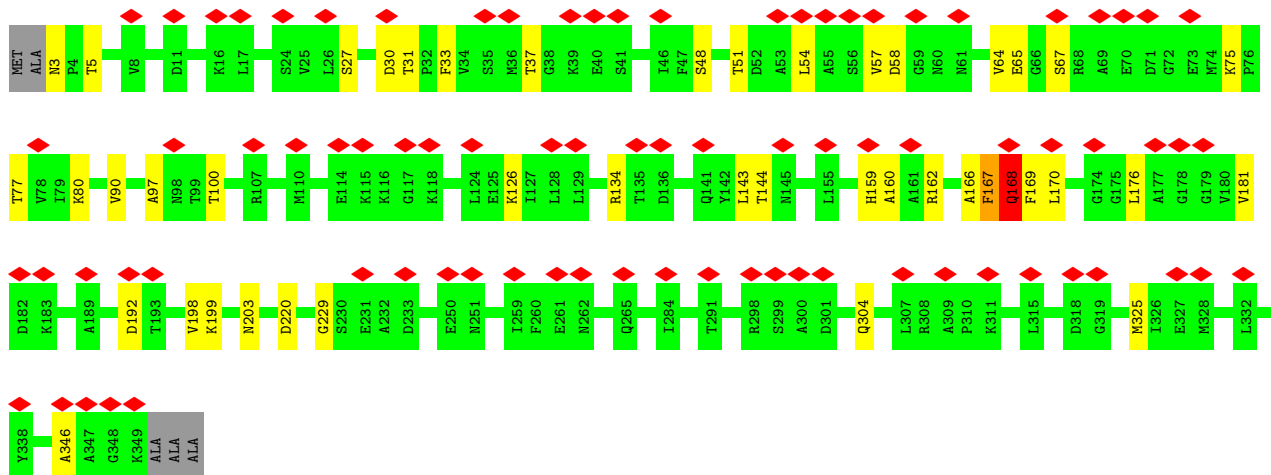 MET ALA N3 P4 T5 V8 D11 K16 L17 S24 V25 L26 S27 D30 T31 P32 F33 V34 S35 M36 T37 G38 K39 E40 S41 I46 F47 S48 T51 D52 A53 L54 A55 S56 V57 D58 G59 N60 N61 V64 E65 G66 S67 R68 A69 E70 D71 G72 E73 M74 K75 P76
T77 V78 I79 K80 V90 A97 N98 T99 T100 R107 M110 E114 K115 K116 G117 K118 L124 E125 K126 I127 L128 L129 R134 T135 D136 Q141 Y142 L143 T144 N145 L155 H159 A160 A161 R162 A166 F167 Q168 F169 L170 G174 G175 L176 A177 G178 G179 V180 V181
D182 K183 A189 D192 T193 V198 K199 N203 D220 G229 S230 E231 A232 D233 E250 N251 I259 F260 E261 N262 Q265 I284 T291 R298 S299 A300 D301 Q304 L307 R308 A309 P310 K311 L315 D318 G319 M325 I326 E327 M328 L332
Y338 A346 A347 G348 K349 ALA ALA ALA